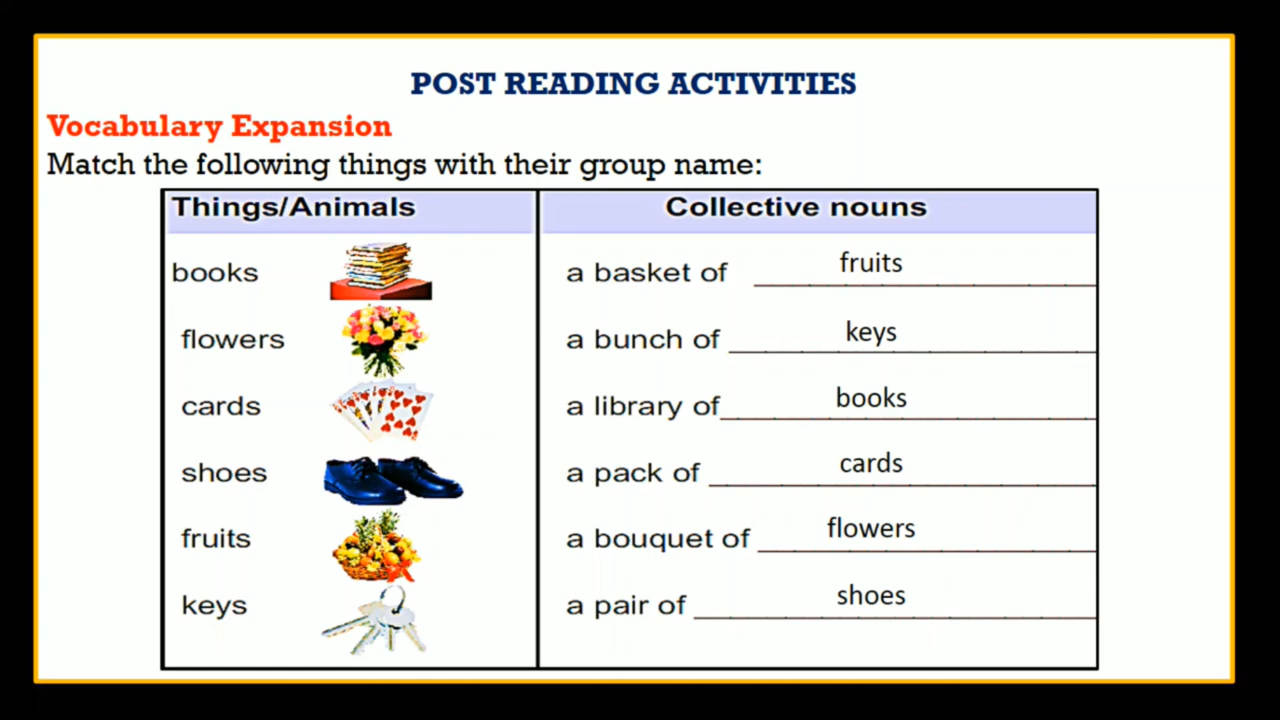 POST READING ACTIVITIES
Vocabulary Expansion
Match the following things with their group name:
Things/Animals Collective nouns
books a basket of fruits
flowers a bunch of keys
cards a library of books
shoes a pack of cards
fruits a bouquet of flowers
keys a pair of shoes